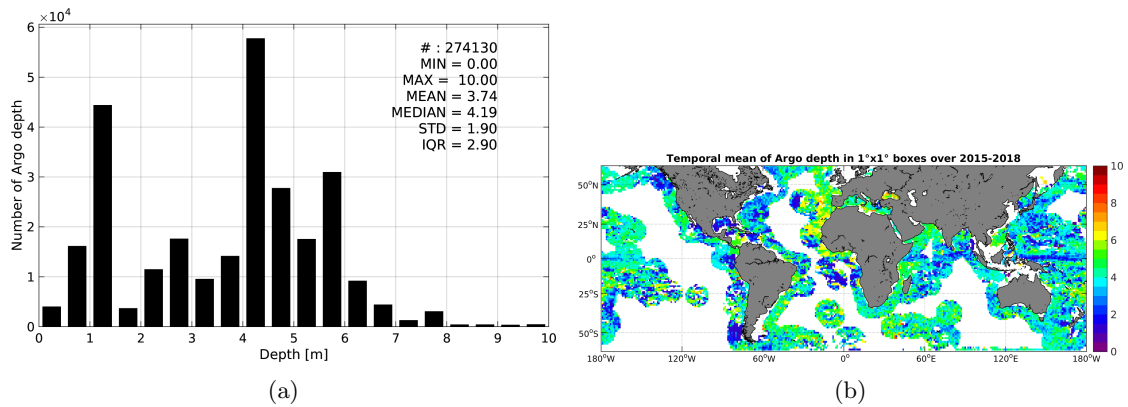 ×10⁴
6
5
4
3
2
1
0
Number of Argo depth
# : 274130
MIN = 0.00
MAX = 10.00
MEAN = 3.74
MEDIAN = 4.19
STD = 1.90
IQR = 2.90
0 1 2 3 4 5 6 7 8 9 10
Depth [m]
(a)
Temporal mean of Argo depth in 1°x1° boxes over 2015-2018
50°N
25°N
0°
25°S
50°S
180°W 120°W 60°W 0° 60°E 120°E 180°W
10
8
6
4
2
0
(b)